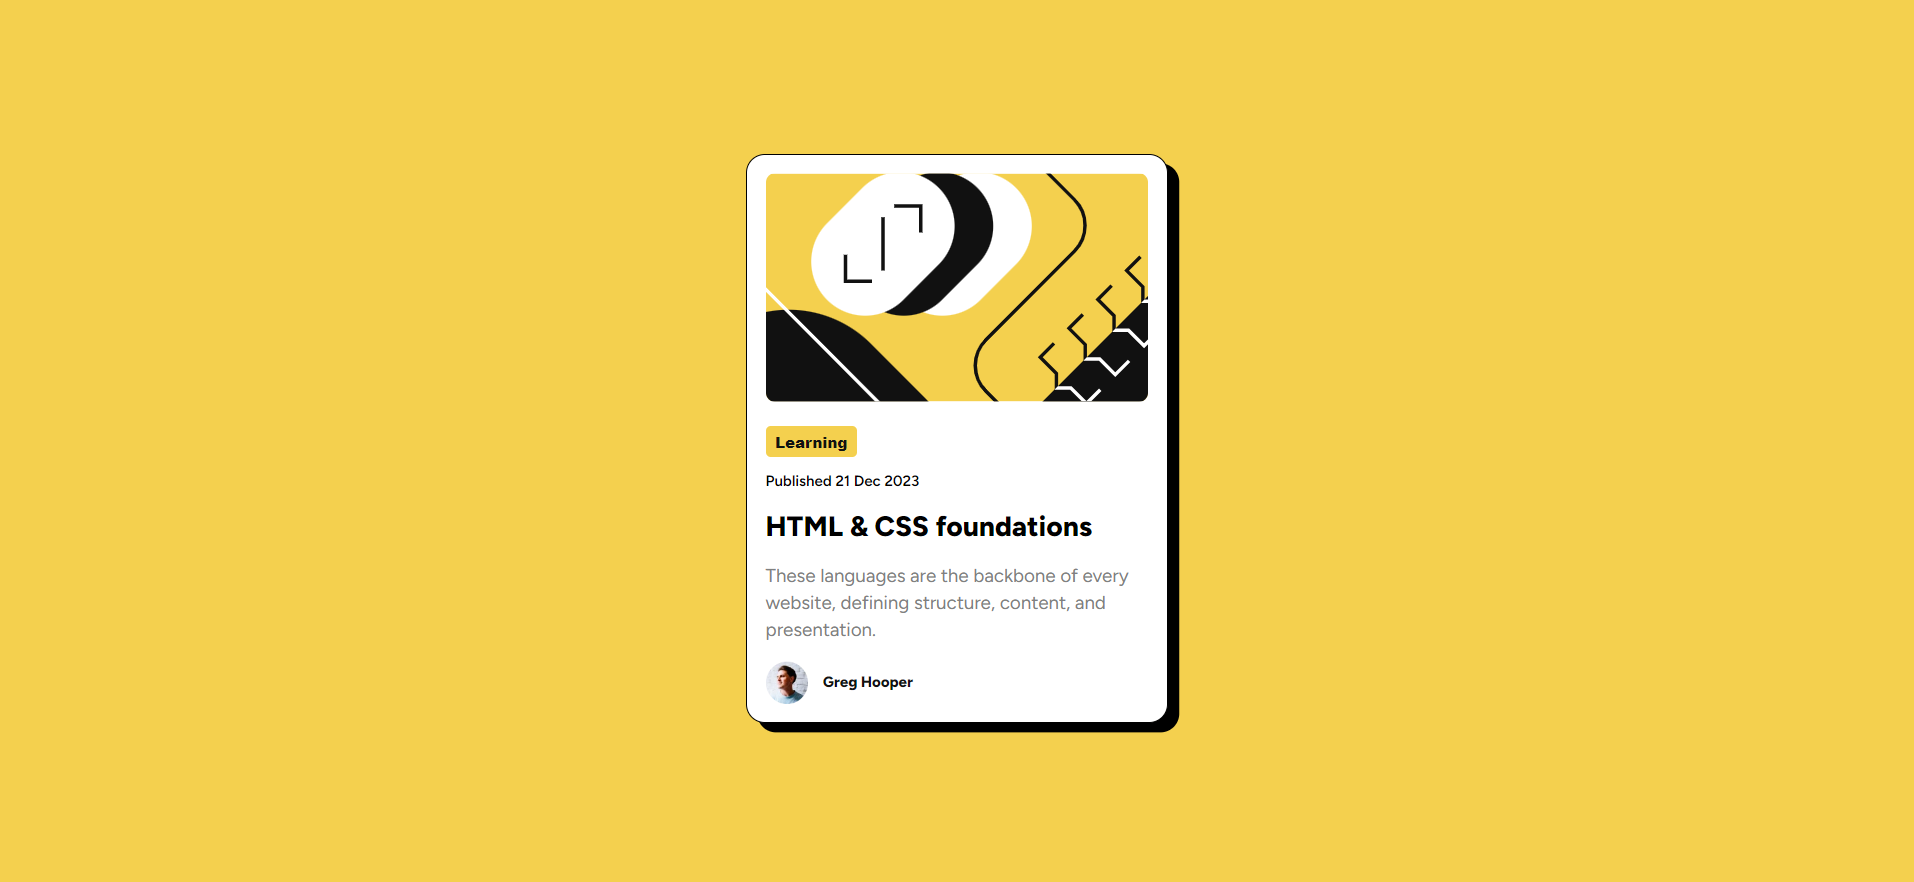 Learning
Published 21 Dec 2023
HTML & CSS foundations
These languages are the backbone of every
website, defining structure, content, and
presentation.
Greg Hooper